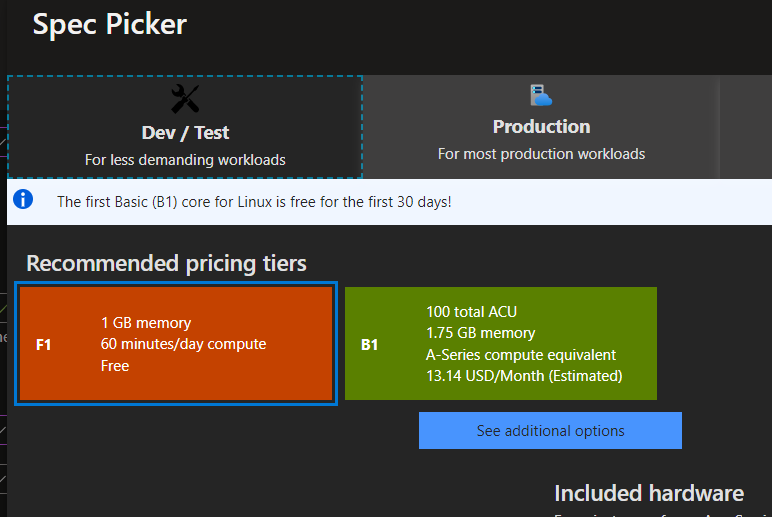 Spec Picker
Dev / Test
For less demanding workloads
Production
For most production workloads
The first Basic (B1) core for Linux is free for the first 30 days!
Recommended pricing tiers
F1
1 GB memory
60 minutes/day compute
Free
B1
100 total ACU
1.75 GB memory
A-Series compute equivalent
13.14 USD/Month (Estimated)
See additional options
Included hardware